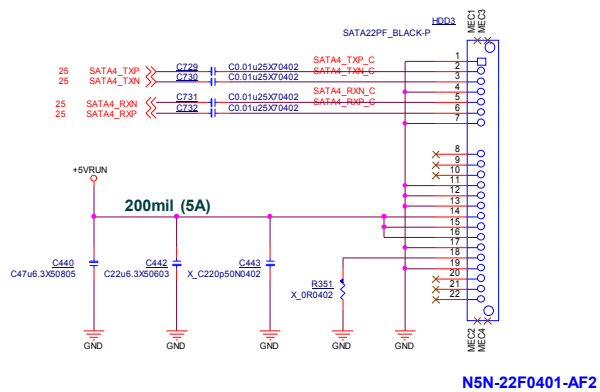 HDD3
MEC1
MEC3
SATA22PF_BLACK-P
25 SATA4_TXP C729 C0.01u25X70402 SATA4_TXP_C 1
25 SATA4_TXN C730 C0.01u25X70402 SATA4_TXN_C 2
3
25 SATA4_RXN C731 C0.01u25X70402 SATA4_RXN_C 4
25 SATA4_RXP C732 C0.01u25X70402 SATA4_RXP_C 5
6
7
8
9
10
+5VRUN
11
12
200mil (5A)
13
14
15
16
17
18
C440
C47u6.3X50805
C442
C22u6.3X50603
C443
X_C220p50N0402
19
R351
X_0R0402
20
21
22
GND
GND
GND
GND
GND
MEC2
MEC4
N5N-22F0401-AF2